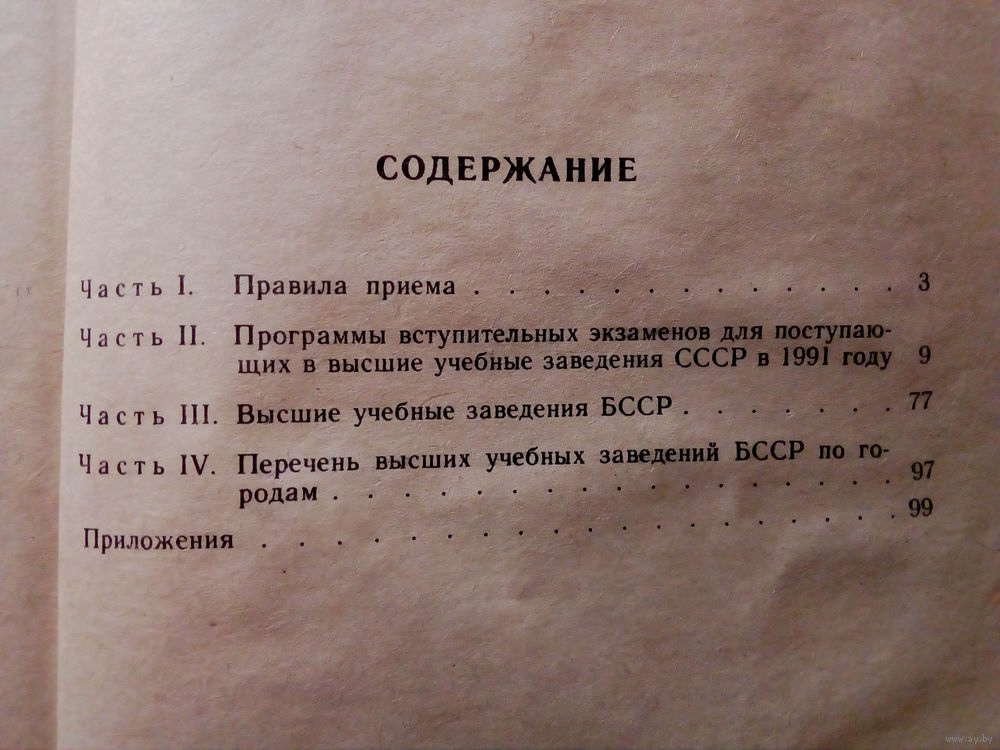 СОДЕРЖАНИЕ
Часть I. Правила приема . . . . . . . . . . . . . . 3
Часть II. Программы вступительных экзаменов для поступаю-
щих в высшие учебные заведения СССР в 1991 году 9
Часть III. Высшие учебные заведения БССР . . . . . . . 77
Часть IV. Перечень высших учебных заведений БССР по го-
родам . . . . . . . . . . . . . . . . 97
Приложения . . . . . . . . . . . . . . . . . 99
www.ay.by